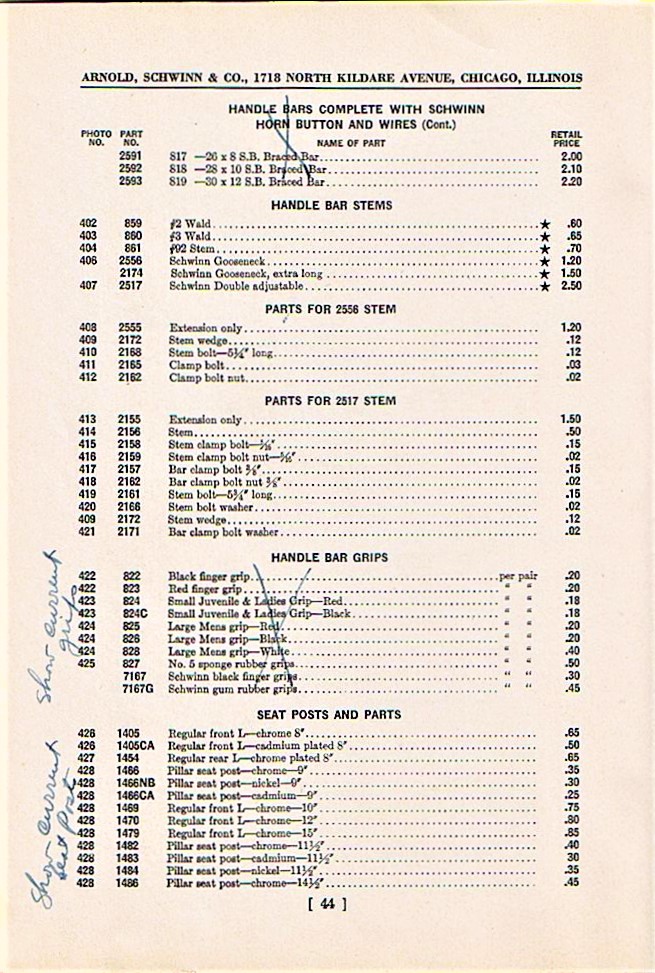 ARNOLD, SCHWINN & CO., 1718 NORTH KILDARE AVENUE, CHICAGO, ILLINOIS
HANDLE BARS COMPLETE WITH SCHWINN
HORN BUTTON AND WIRES (Cont.)
PHOTO NO. PART NO. NAME OF PART RETAIL PRICE
2591 S17 —26 x 8 S.B. Braced Bar 2.00
2592 S18 —28 x 10 S.B. Braced Bar 2.10
2593 S19 —30 x 12 S.B. Braced Bar 2.20
HANDLE BAR STEMS
402 859 #2 Wald ★ .60
403 860 #3 Wald ★ .65
404 861 #92 Stem ★ .70
406 2556 Schwinn Gooseneck ★ 1.20
2174 Schwinn Gooseneck, extra long ★ 1.50
407 2517 Schwinn Double adjustable ★ 2.50
PARTS FOR 2556 STEM
408 2555 Extension only 1.20
409 2172 Stem wedge .12
410 2168 Stem bolt—5¾" long .12
411 2165 Clamp bolt .03
412 2162 Clamp bolt nut .02
PARTS FOR 2517 STEM
413 2155 Extension only 1.50
414 2156 Stem .50
415 2158 Stem clamp bolt .15
416 2159 Stem clamp bolt nut .02
417 2157 Bar clamp bolt ⅜" .15
418 2162 Bar clamp bolt nut ⅜" .02
419 2161 Stem bolt—5¾" long .15
420 2166 Stem bolt washer .02
409 2172 Stem wedge .12
421 2171 Bar clamp bolt washer .02
HANDLE BAR GRIPS
422 822 Black finger grip per pair .20
422 823 Red finger grip " " .20
423 824 Small Juvenile & Ladies Grip—Red " " .18
824C Small Juvenile & Ladies Grip—Black " " .18
424 825 Large Mens grip—Red " " .20
424 826 Large Mens grip—Black " " .20
424 828 Large Mens grip—White " " .40
425 827 No. 5 sponge rubber grips " " .50
7167 Schwinn black finger grips " " .30
7167G Schwinn gum rubber grips " " .45
Show current
grips
SEAT POSTS AND PARTS
426 1405 Regular front L—chrome 8" .65
426 1405CA Regular front L—cadmium plated 8" .50
427 1454 Regular rear L—chrome plated 8" .65
428 1466 Pillar seat post—chrome—9" .35
428 1466NB Pillar seat post—nickel—9" .30
428 1466CA Pillar seat post—cadmium—9" .25
428 1469 Regular front L—chrome—10" .75
428 1470 Regular front L—chrome—12" .80
428 1479 Regular front L—chrome—15" .85
428 1482 Pillar seat post—chrome—11½" .40
428 1483 Pillar seat post—cadmium—11½" 30
428 1484 Pillar seat post—nickel—11½" .35
428 1486 Pillar seat post—chrome—14½" .45
Show current
seat Post
[ 44 ]